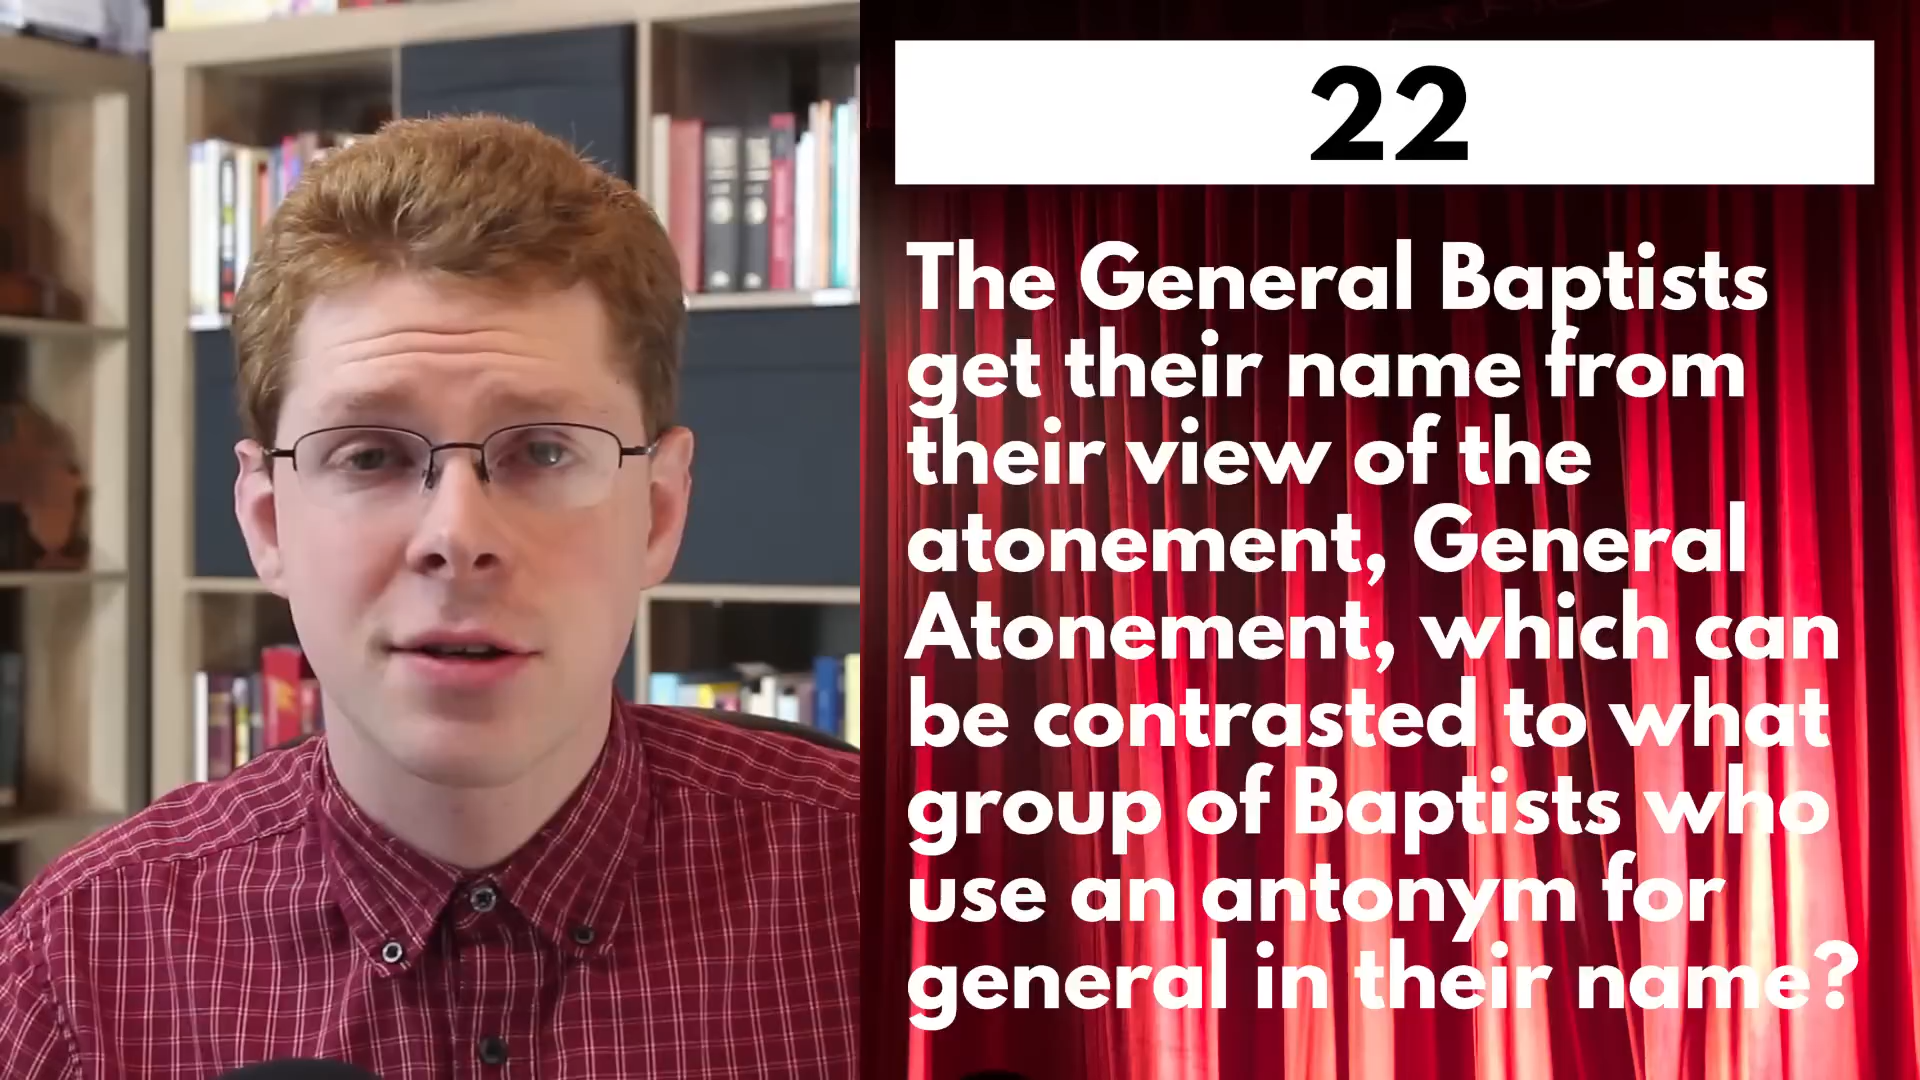 22
The General Baptists
get their name from
their view of the
atonement, General
Atonement, which can
be contrasted to what
group of Baptists who
use an antonym for
general in their name?